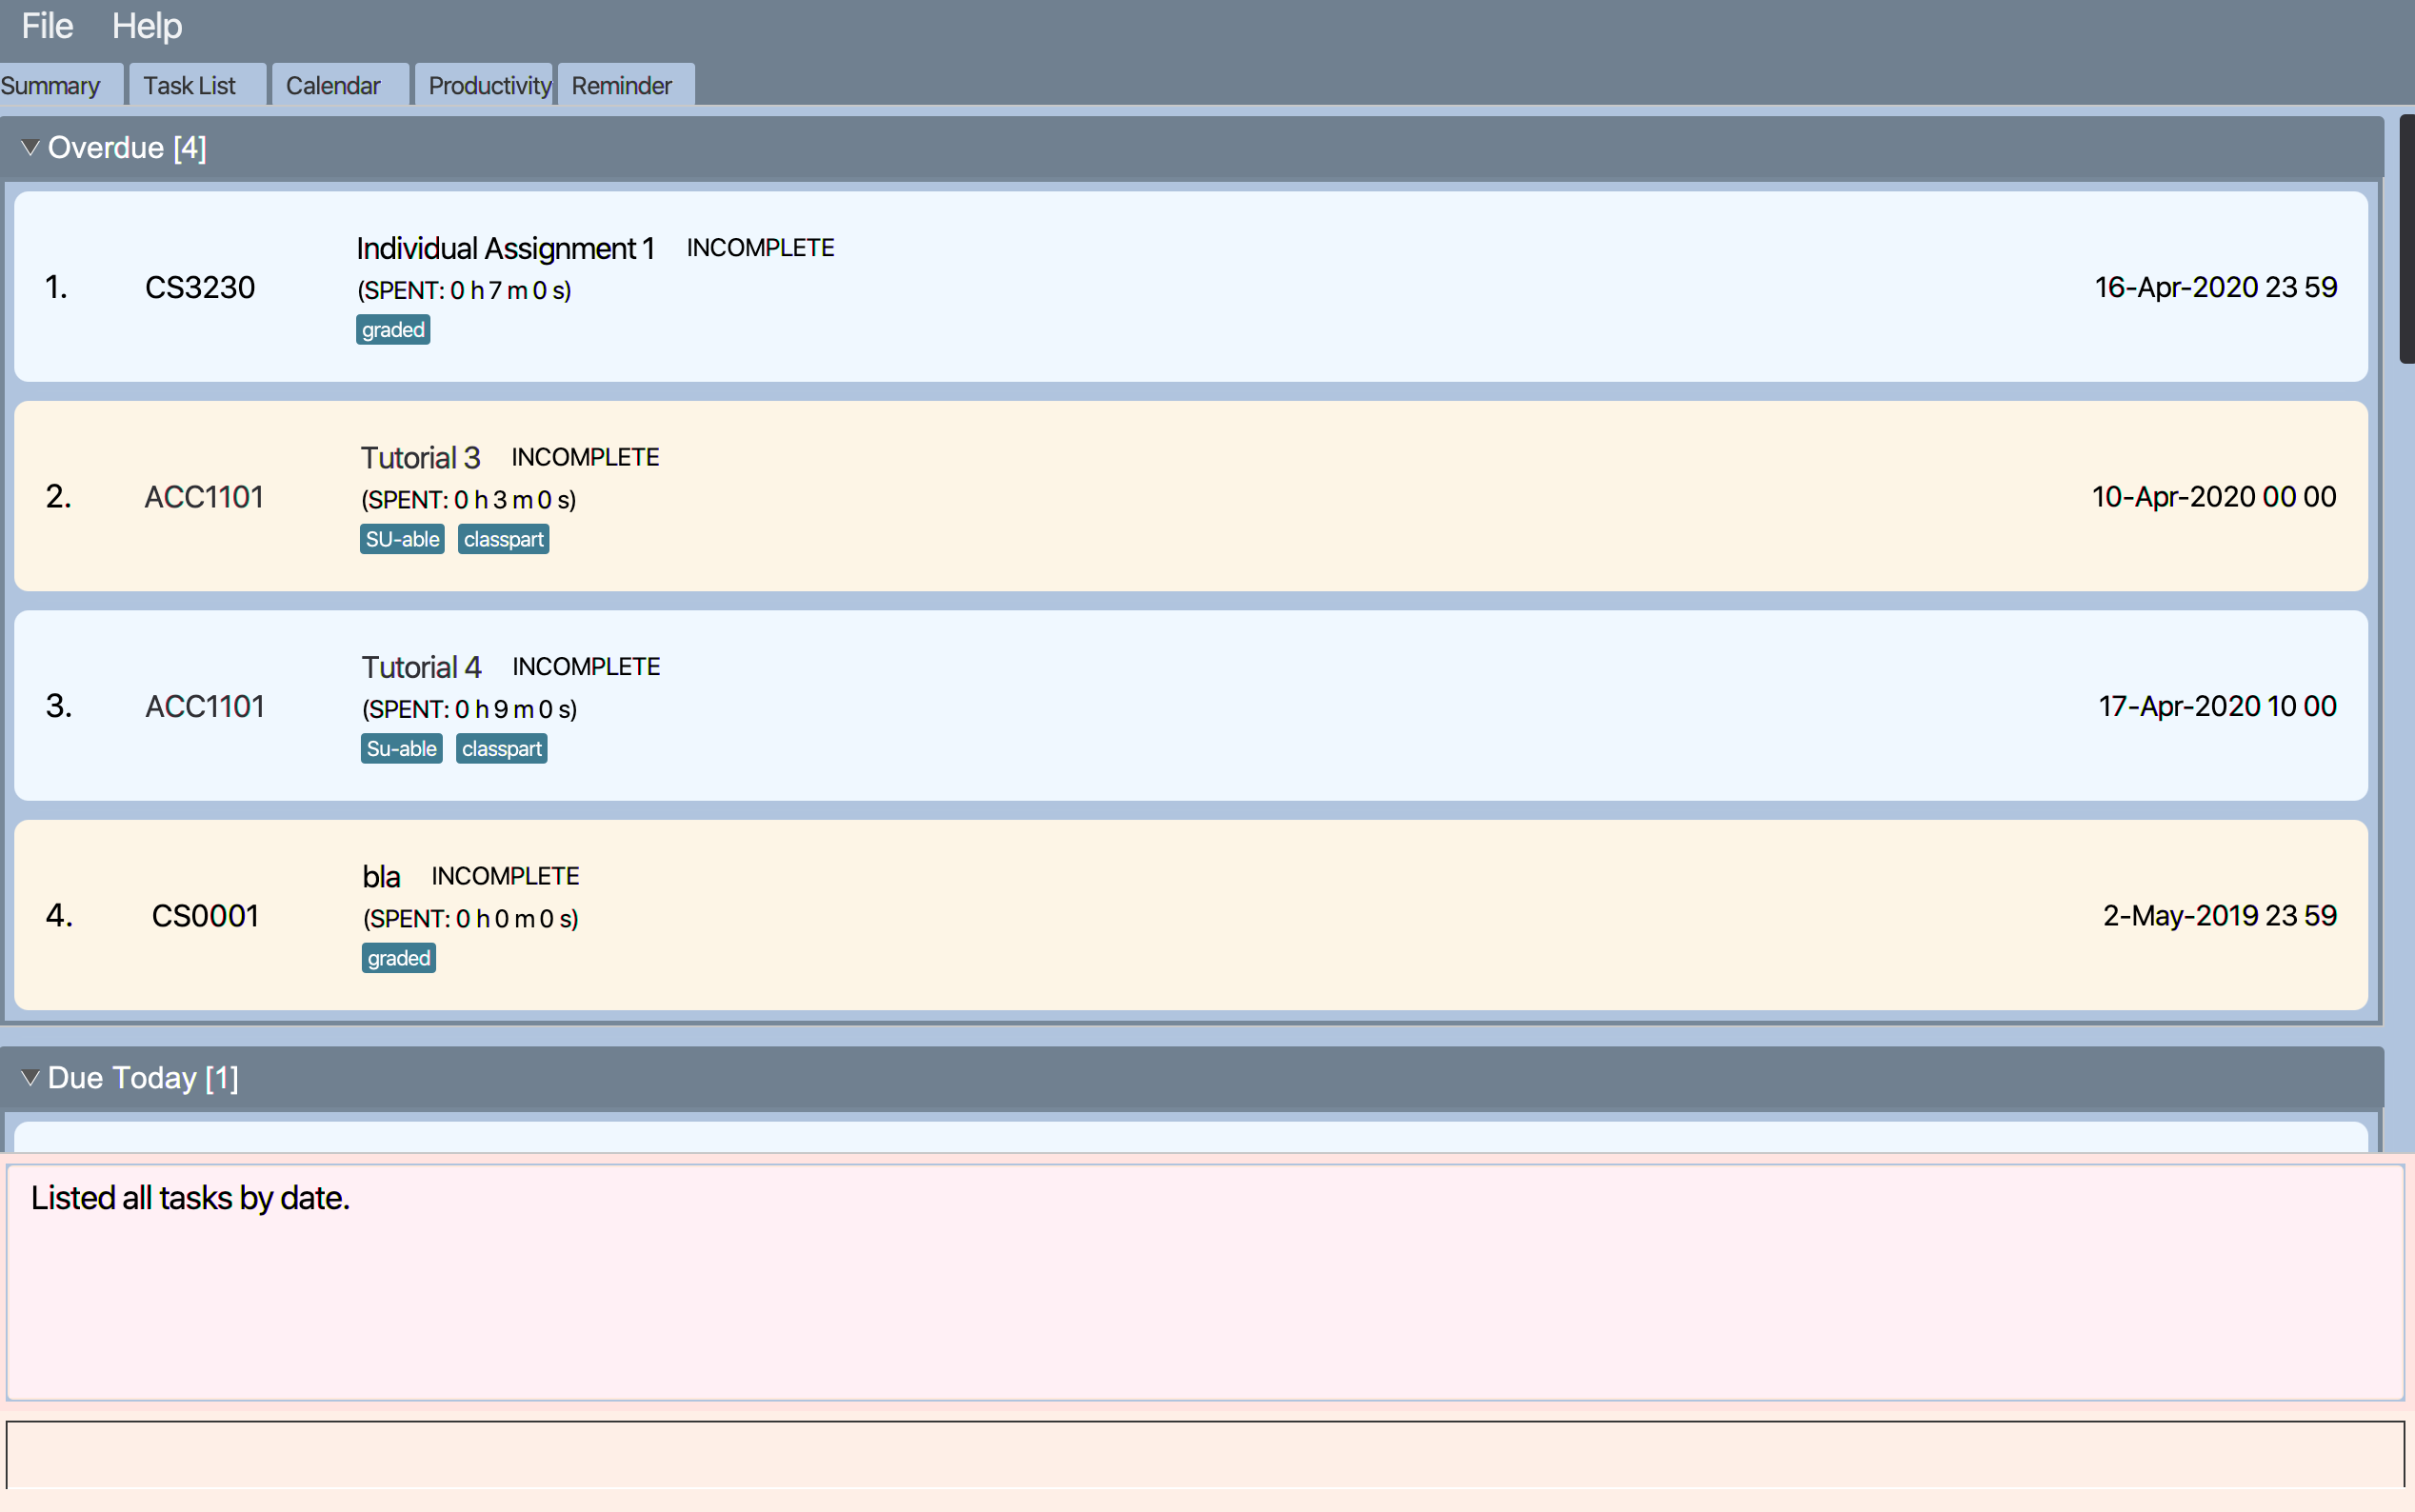 File Help
Summary Task List Calendar Productivity Reminder
Overdue [4]
Individual Assignment 1 INCOMPLETE
1. CS3230 (SPENT: 0 h 7 m 0 s) 16-Apr-2020 23 59
graded
Tutorial 3 INCOMPLETE
2. ACC1101 (SPENT: 0 h 3 m 0 s) 10-Apr-2020 00 00
SU-able classpart
Tutorial 4 INCOMPLETE
3. ACC1101 (SPENT: 0 h 9 m 0 s) 17-Apr-2020 10 00
Su-able classpart
bla INCOMPLETE
4. CS0001 (SPENT: 0 h 0 m 0 s) 2-May-2019 23 59
graded
Due Today [1]
Listed all tasks by date.